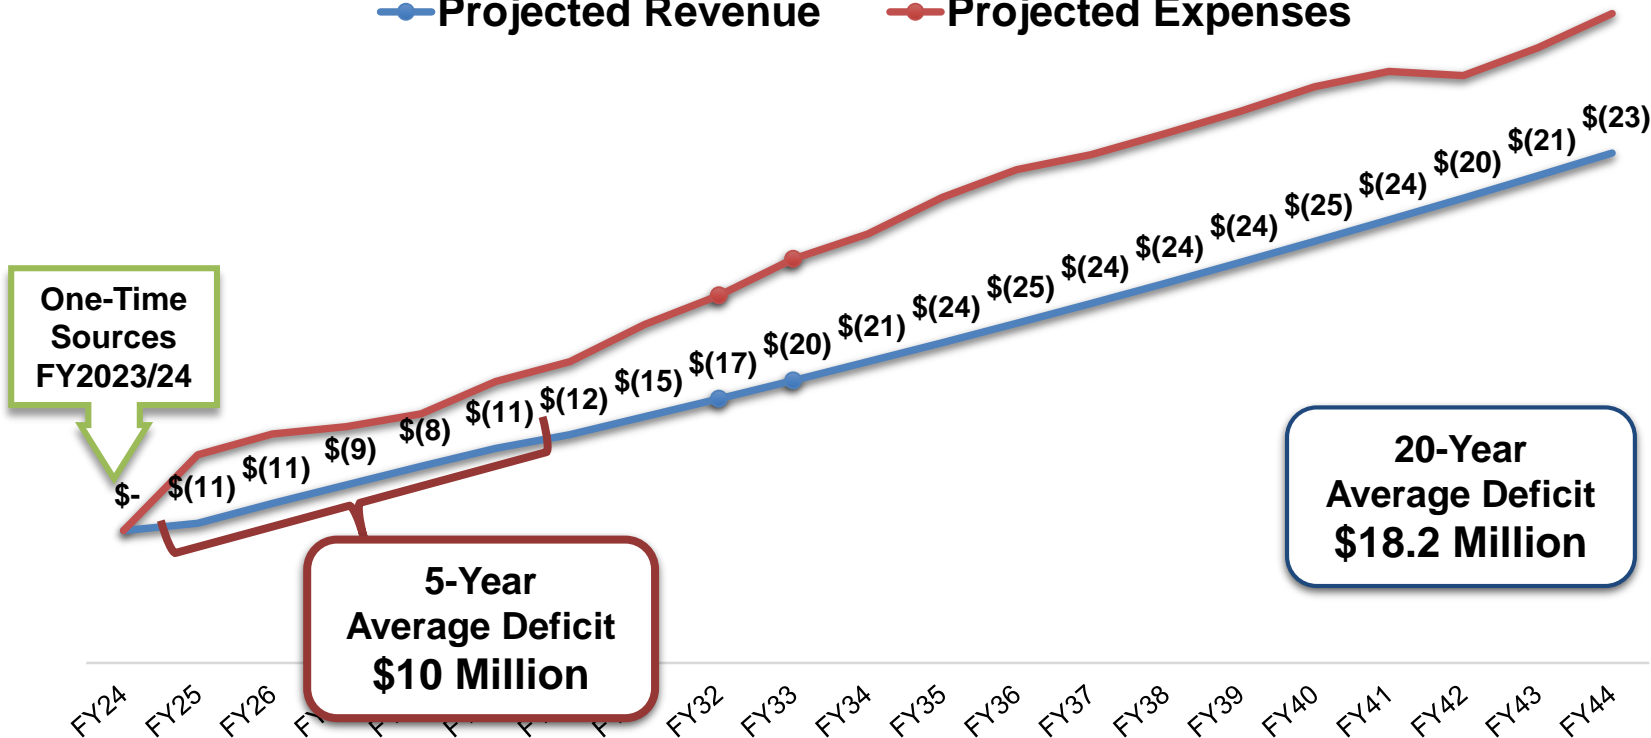 Projected Revenue
Projected Expenses
$(23)
$(21)
$(20)
$(24)
$(25)
$(24)
$(24)
$(24)
$(25)
$(24)
$(21)
$(20)
$(17)
$(15)
$(12)
$(11)
$(8)
$(9)
$(11)
$(11)
$-
One-Time
Sources
FY2023/24
20-Year
Average Deficit
$18.2 Million
5-Year
Average Deficit
$10 Million
FY24
FY25
FY26
FY32
FY33
FY34
FY35
FY36
FY37
FY38
FY39
FY40
FY41
FY42
FY43
FY44